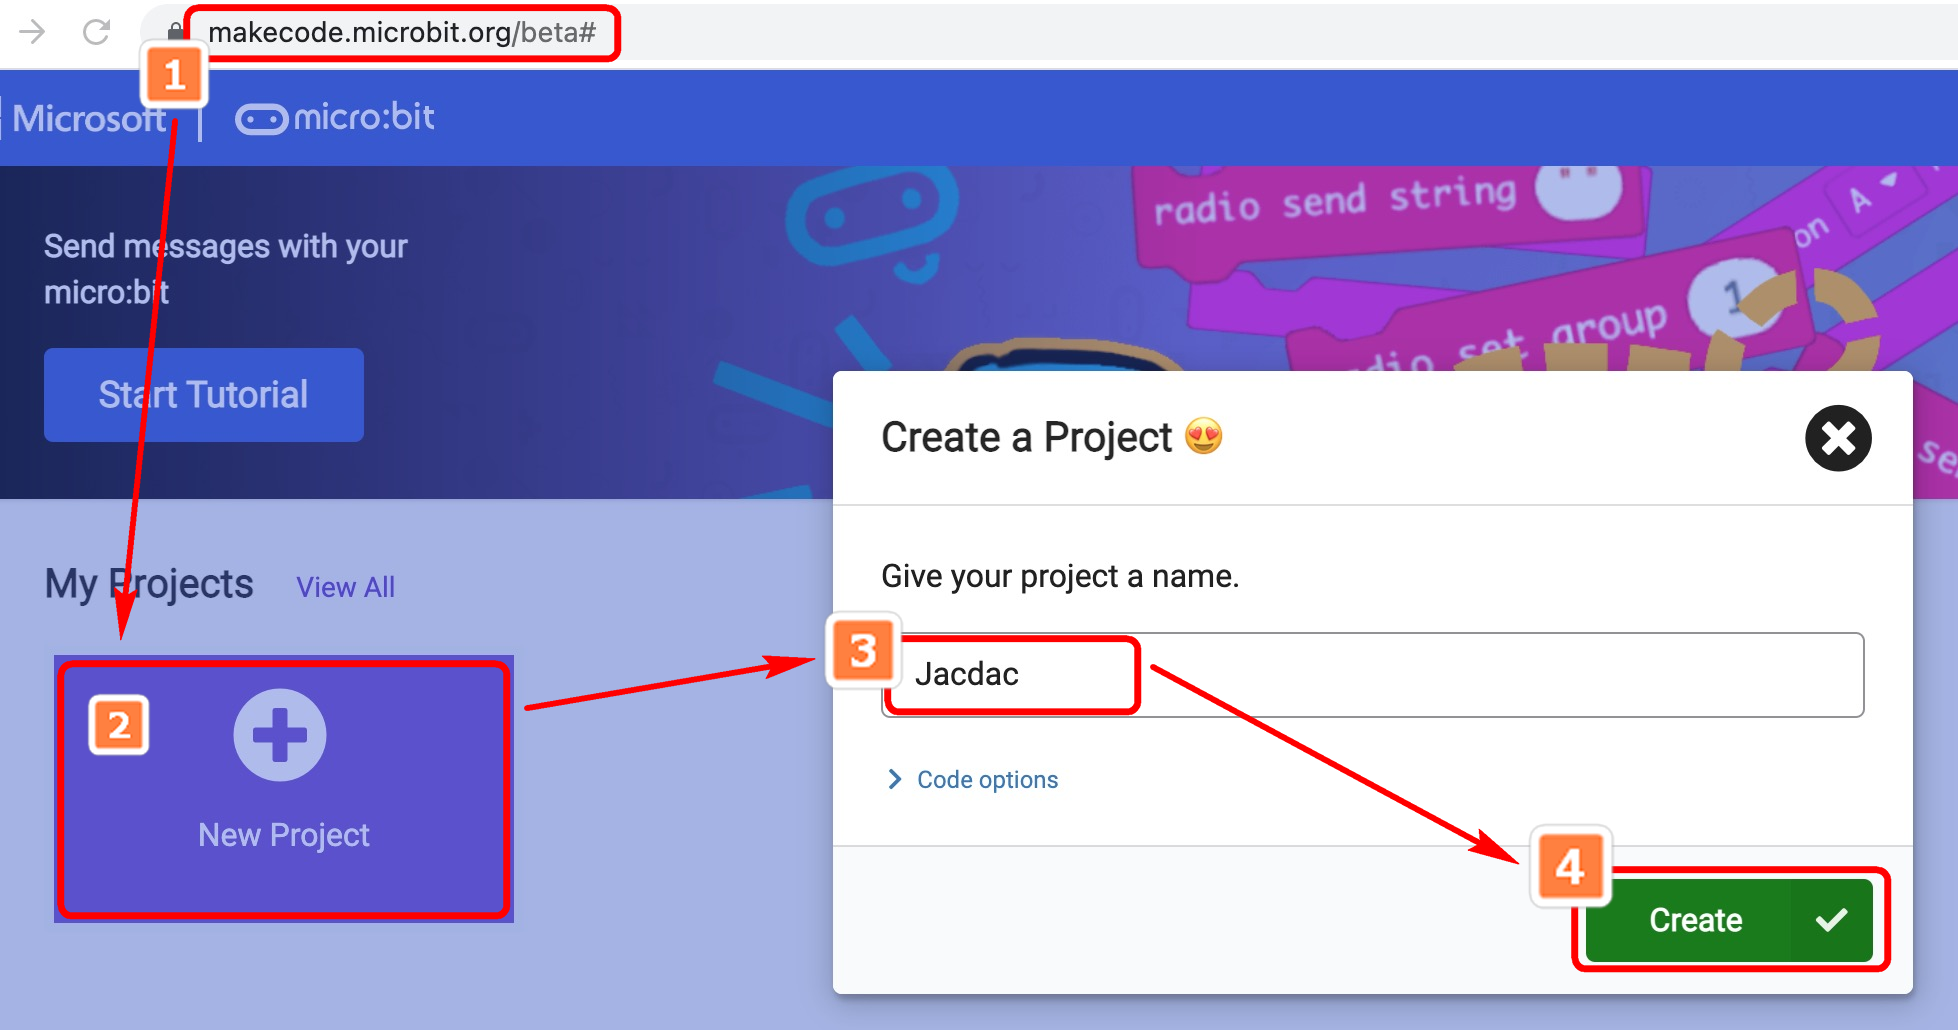 makecode.microbit.org/beta#
1
Microsoft
micro:bit
radio send string
on A
Send messages with your
micro:bit
radio set group 1
Start Tutorial
Create a Project 😍
My Projects View All
Give your project a name.
3
Jacdac
2
Code options
New Project
4
Create